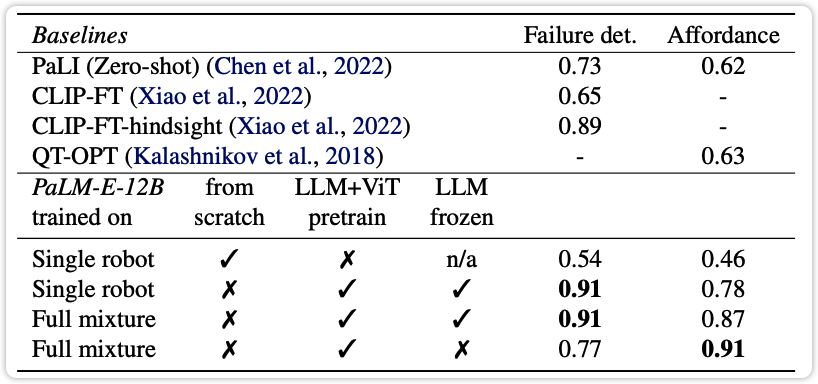 Baselines Failure det. Affordance
PaLI (Zero-shot) (Chen et al., 2022) 0.73 0.62
CLIP-FT (Xiao et al., 2022) 0.65 -
CLIP-FT-hindsight (Xiao et al., 2022) 0.89 -
QT-OPT (Kalashnikov et al., 2018) - 0.63
PaLM-E-12B from LLM+ViT LLM
trained on scratch pretrain frozen
Single robot ✓ ✗ n/a 0.54 0.46
Single robot ✗ ✓ ✓ 0.91 0.78
Full mixture ✗ ✓ ✓ 0.91 0.87
Full mixture ✗ ✓ ✗ 0.77 0.91